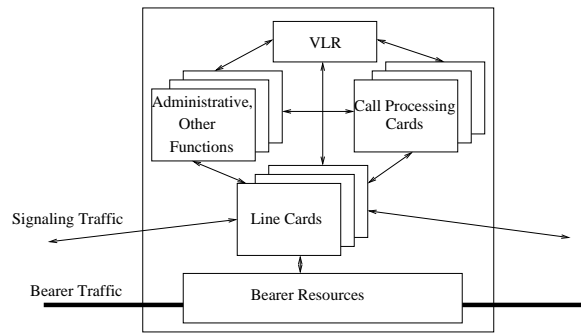 VLR
Administrative,
Other
Functions
Call Processing
Cards
Signaling Traffic
Line Cards
Bearer Traffic
Bearer Resources